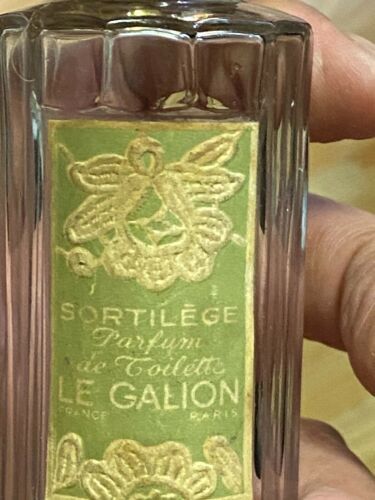 SORTILÈGE
Parfum
de Toilette
LE GALION
FRANCE PARIS